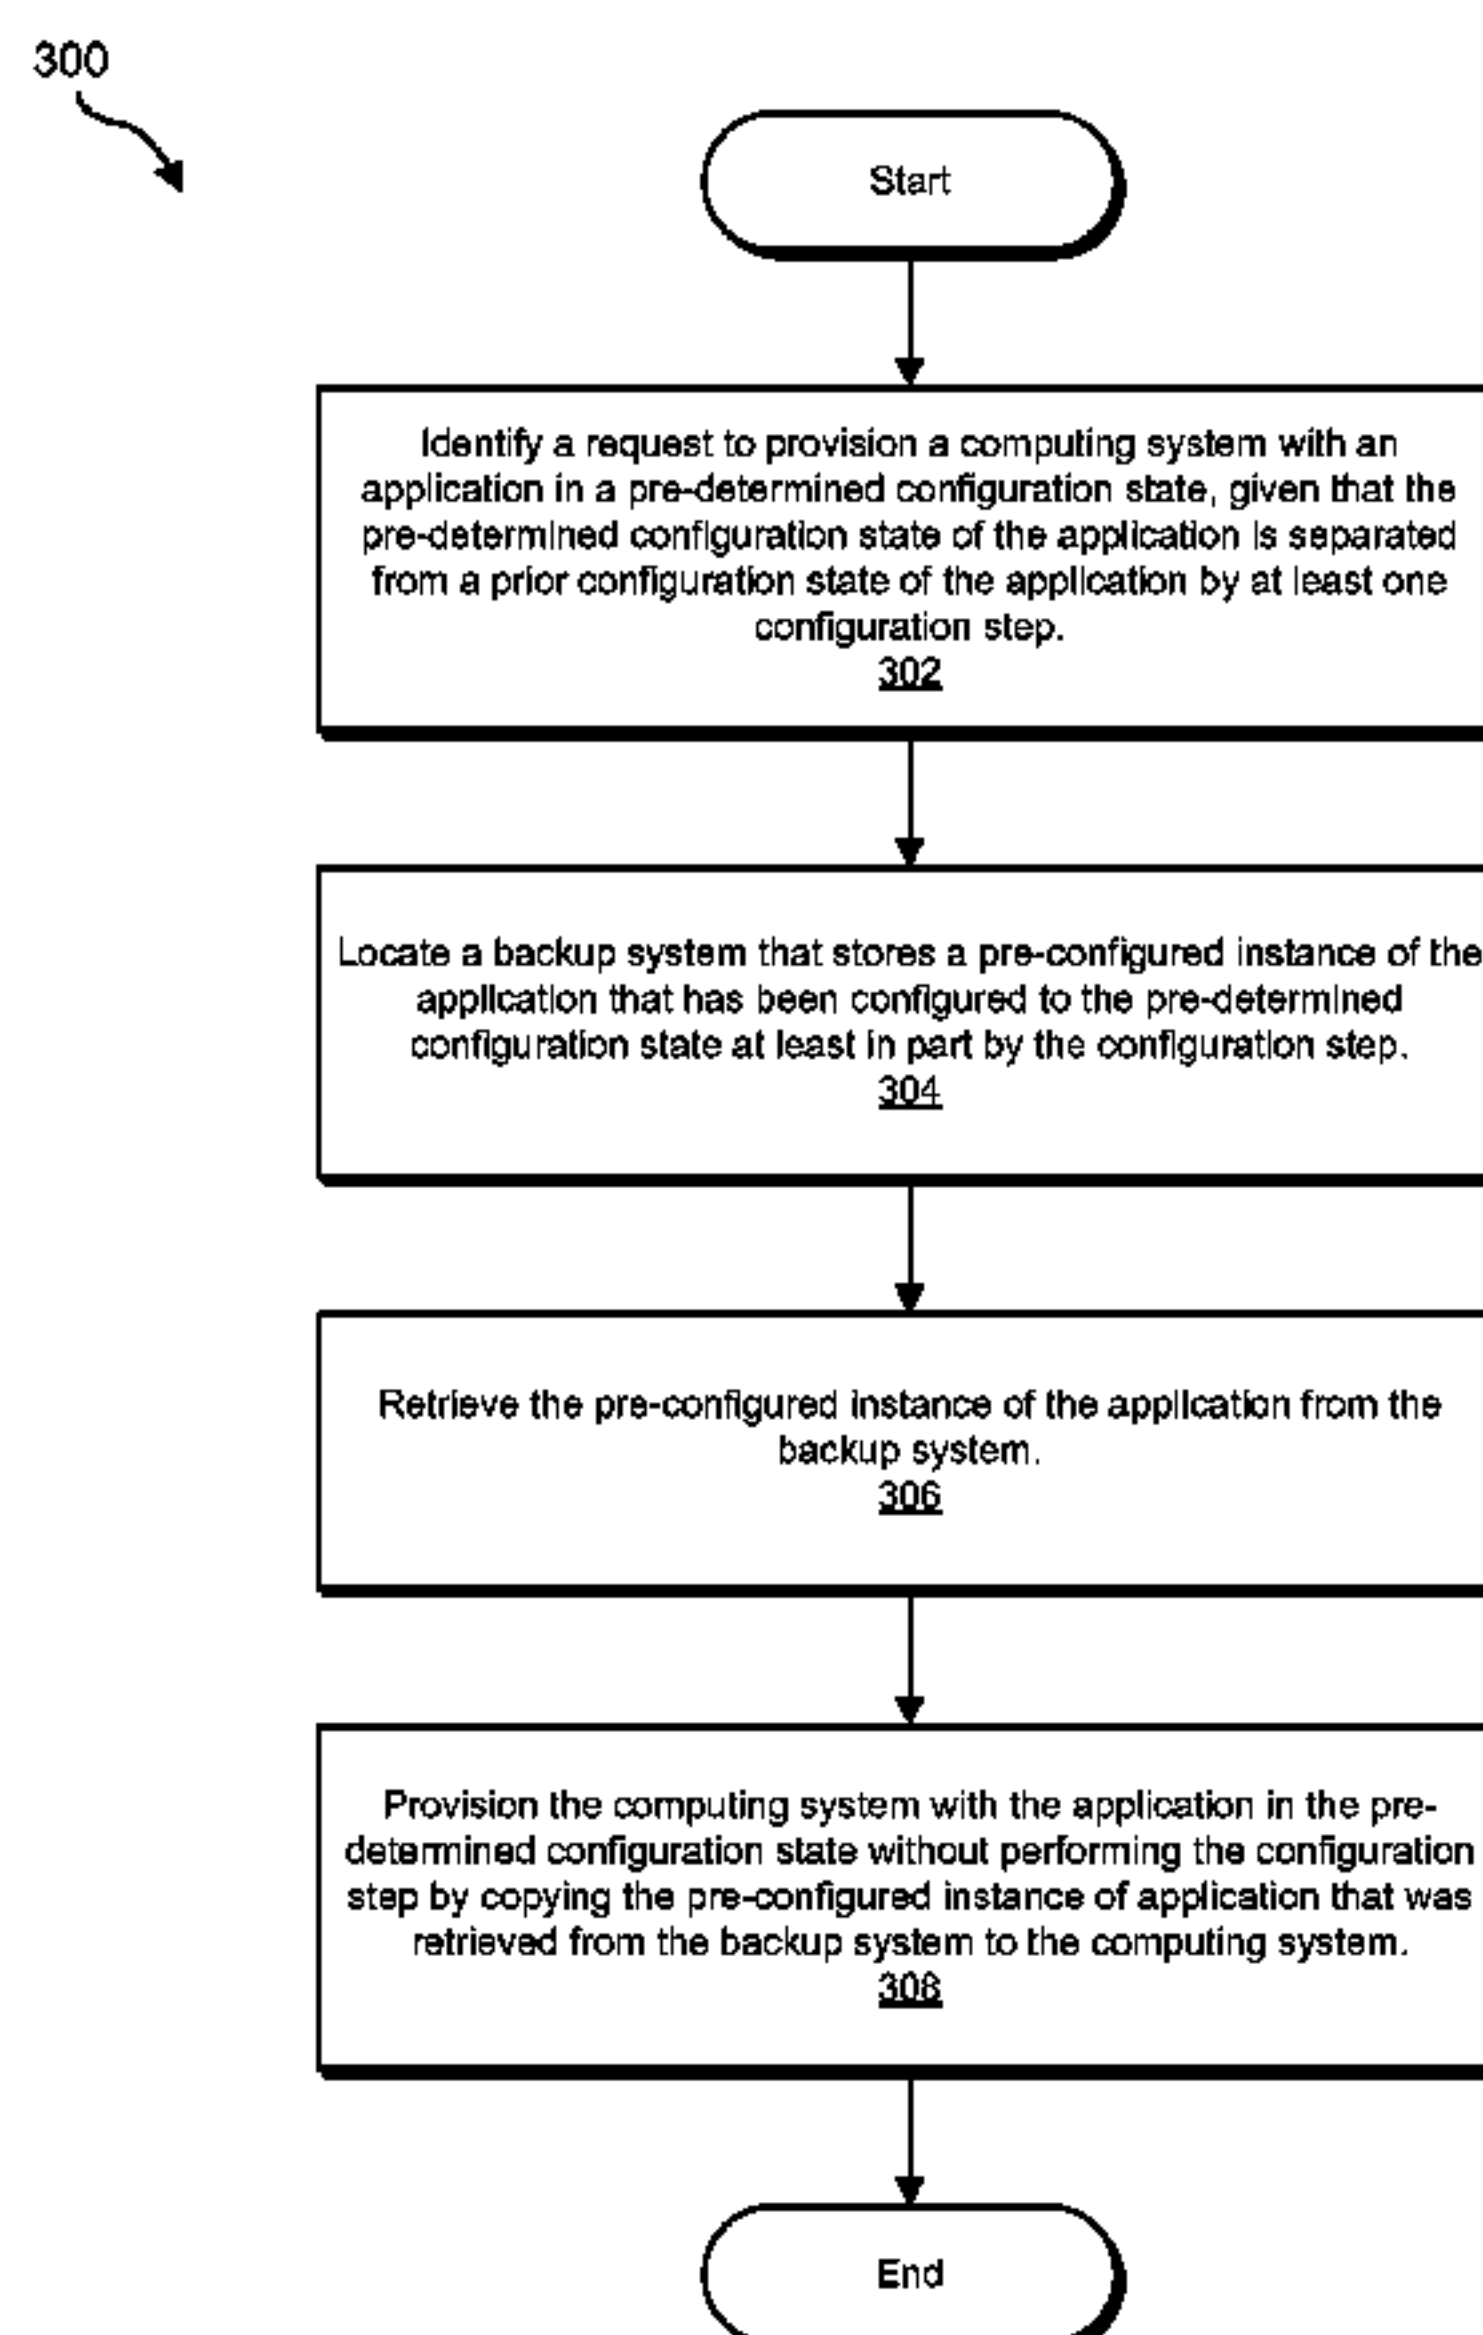 300
Start
Identify a request to provision a computing system with an
application in a pre-determined configuration state, given that the
pre-determined configuration state of the application is separated
from a prior configuration state of the application by at least one
configuration step.
302
Locate a backup system that stores a pre-configured instance of the
application that has been configured to the pre-determined
configuration state at least in part by the configuration step.
304
Retrieve the pre-configured instance of the application from the
backup system.
306
Provision the computing system with the application in the pre-
determined configuration state without performing the configuration
step by copying the pre-configured instance of application that was
retrieved from the backup system to the computing system.
308
End